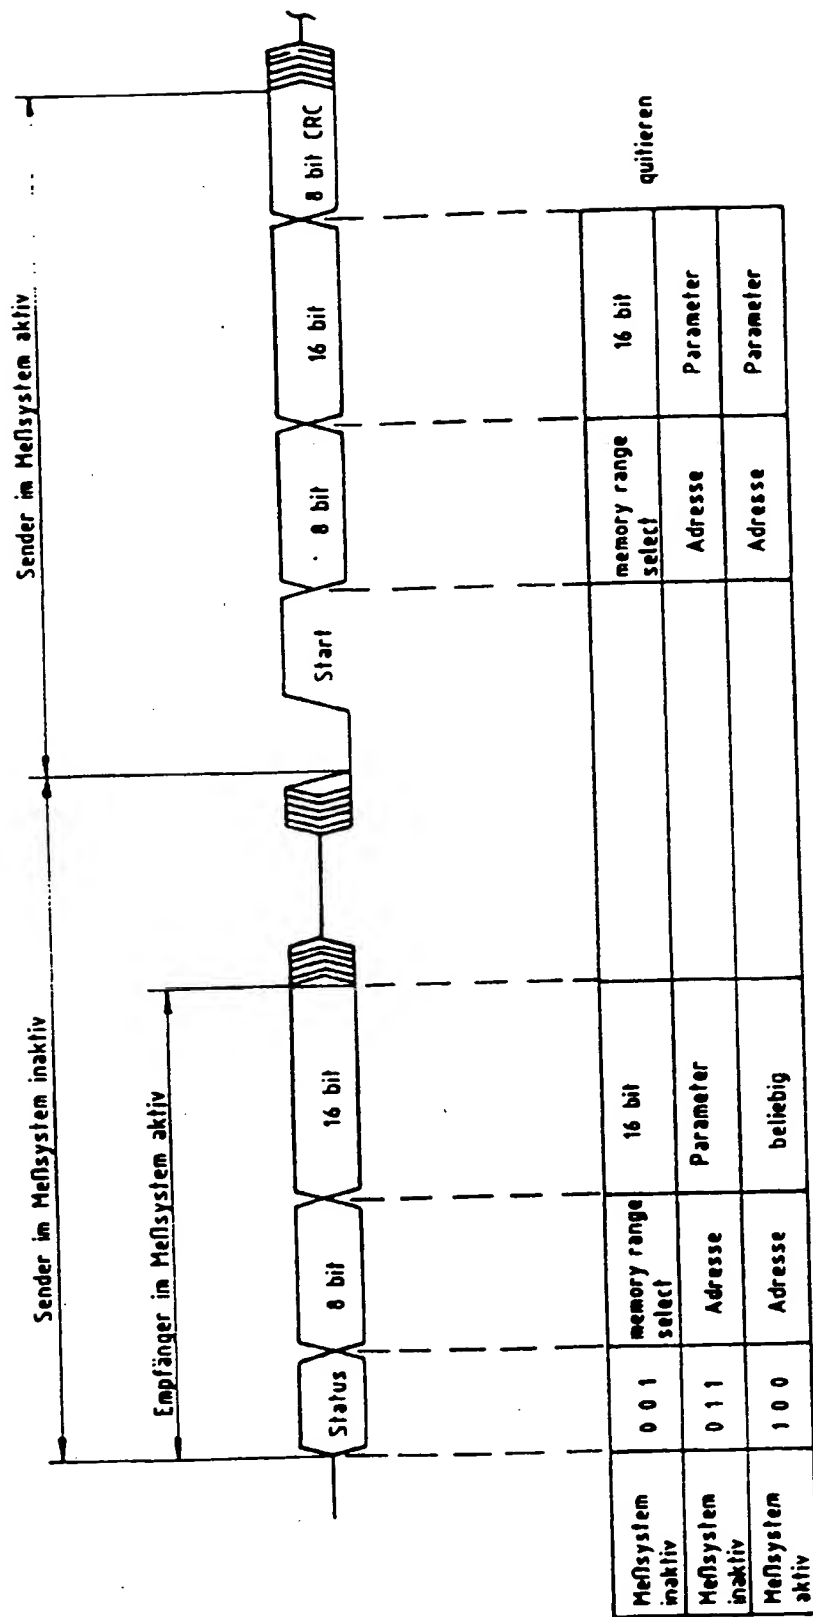 Sender im Meßsystem inaktiv
Sender im Meßsystem aktiv
Empfänger im Meßsystem aktiv
Status
8 bit
16 bit
Start
8 bit
16 bit
8 bit CRC
Meßsystem
inaktiv
0 0 1
memory range
select
16 bit
memory range
select
16 bit
quitieren
Meßsystem
inaktiv
0 1 1
Adresse
Parameter
Adresse
Parameter
Meßsystem
aktiv
1 0 0
Adresse
beliebig
Adresse
Parameter